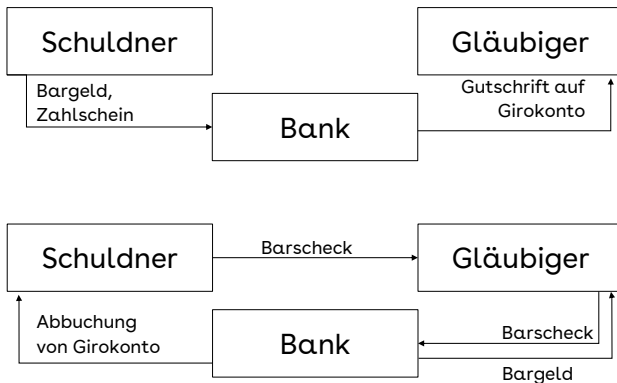 Schuldner
Gläubiger
Bargeld,
Zahlschein
Gutschrift auf
Girokonto
Bank
Schuldner
Barscheck
Gläubiger
Abbuchung
von Girokonto
Bank
Barscheck
Bargeld